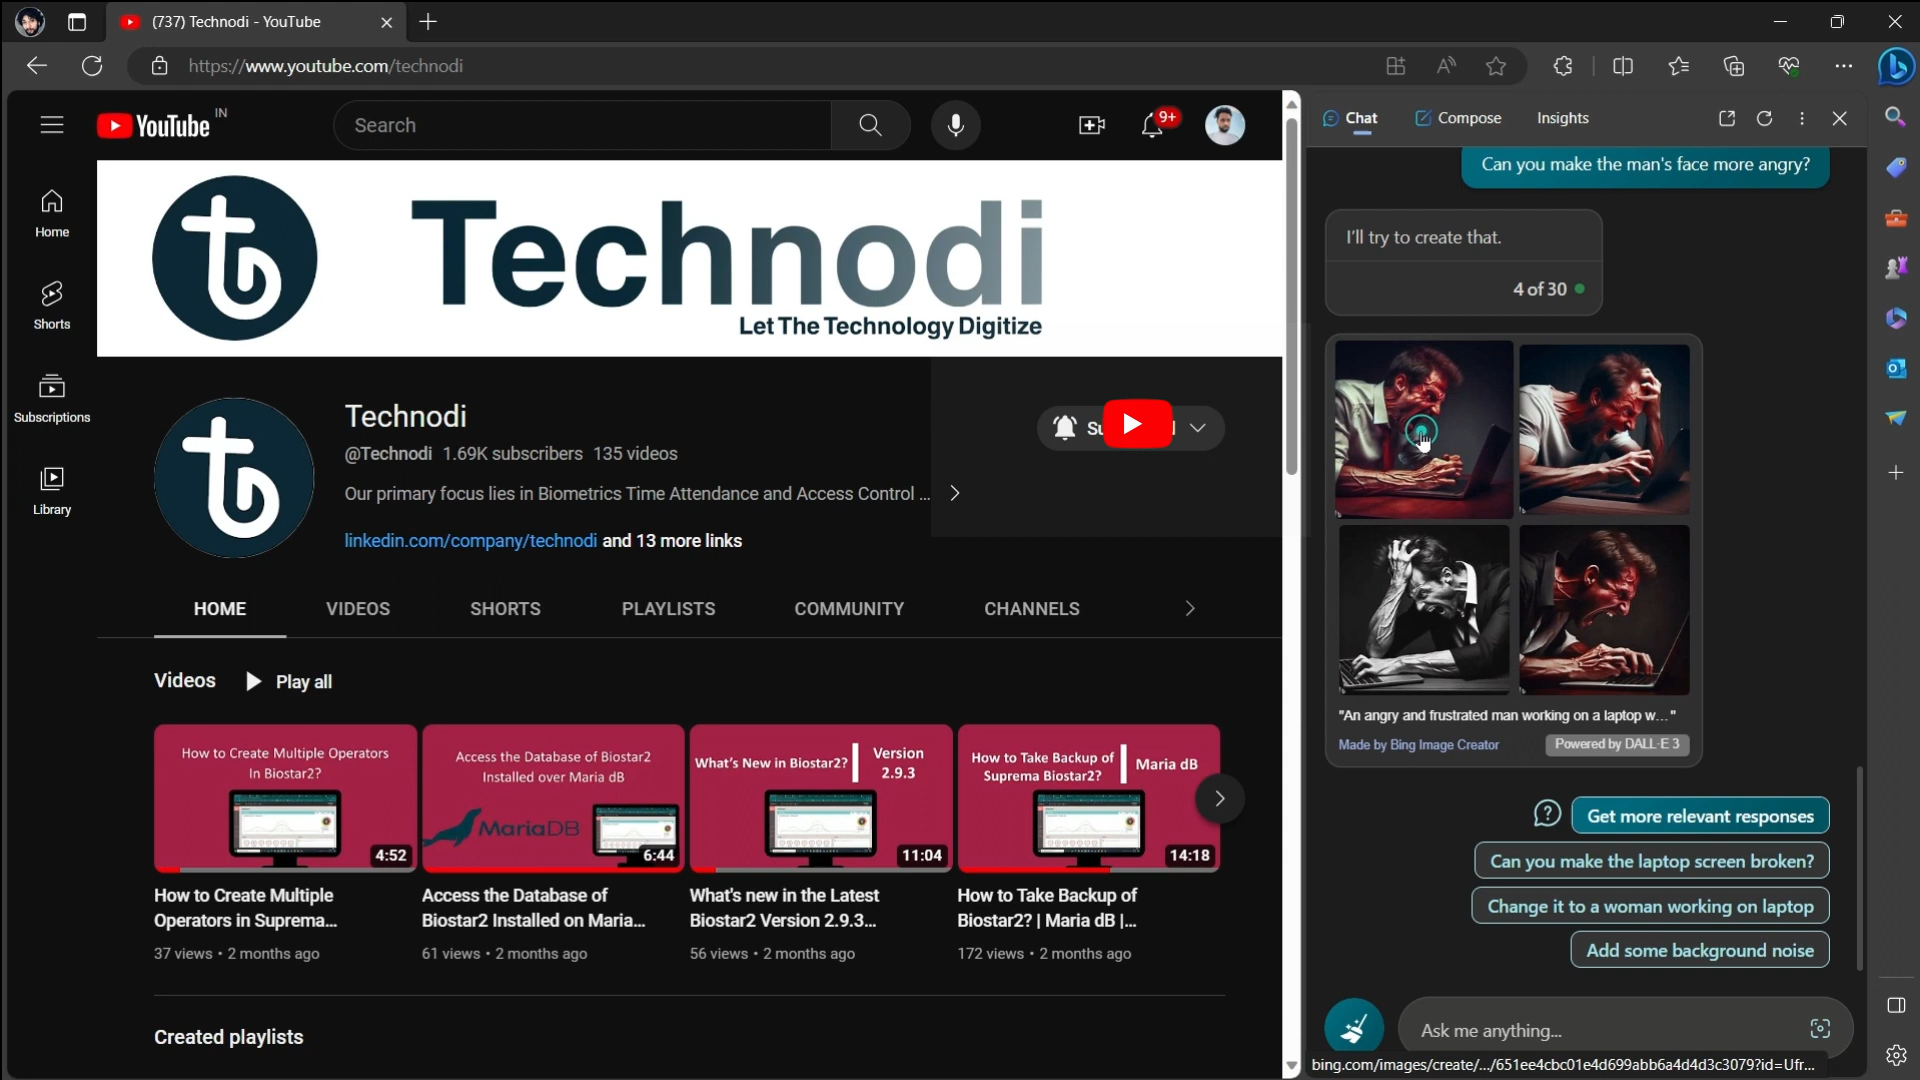 (737) Technodi - YouTube
https://www.youtube.com/technodi
YouTube IN
Search
9+
Home
Shorts
Subscriptions
Library
Technodi
Let The Technology Digitize
Technodi
@Technodi 1.69K subscribers 135 videos
Our primary focus lies in Biometrics Time Attendance and Access Control ...
linkedin.com/company/technodi and 13 more links
HOME VIDEOS SHORTS PLAYLISTS COMMUNITY CHANNELS
Videos Play all
How to Create Multiple Operators
In Biostar2?
4:52
Access the Database of Biostar2
Installed over Maria dB
MariaDB
6:44
What's New in Biostar2?
Version
2.9.3
11:04
How to Take Backup of
Suprema Biostar2?
Maria dB
14:18
How to Create Multiple
Operators in Suprema...
37 views • 2 months ago
Access the Database of
Biostar2 Installed on Maria...
61 views • 2 months ago
What's new in the Latest
Biostar2 Version 2.9.3...
56 views • 2 months ago
How to Take Backup of
Biostar2? | Maria dB |...
172 views • 2 months ago
Created playlists
Chat Compose Insights
Can you make the man's face more angry?
I'll try to create that.
4 of 30
"An angry and frustrated man working on a laptop w..."
Made by Bing Image Creator Powered by DALL·E 3
Get more relevant responses
Can you make the laptop screen broken?
Change it to a woman working on laptop
Add some background noise
Ask me anything...
bing.com/images/create/.../651ee4cbc01e4d699abb6a4d4d3c3079?id=Ufr...